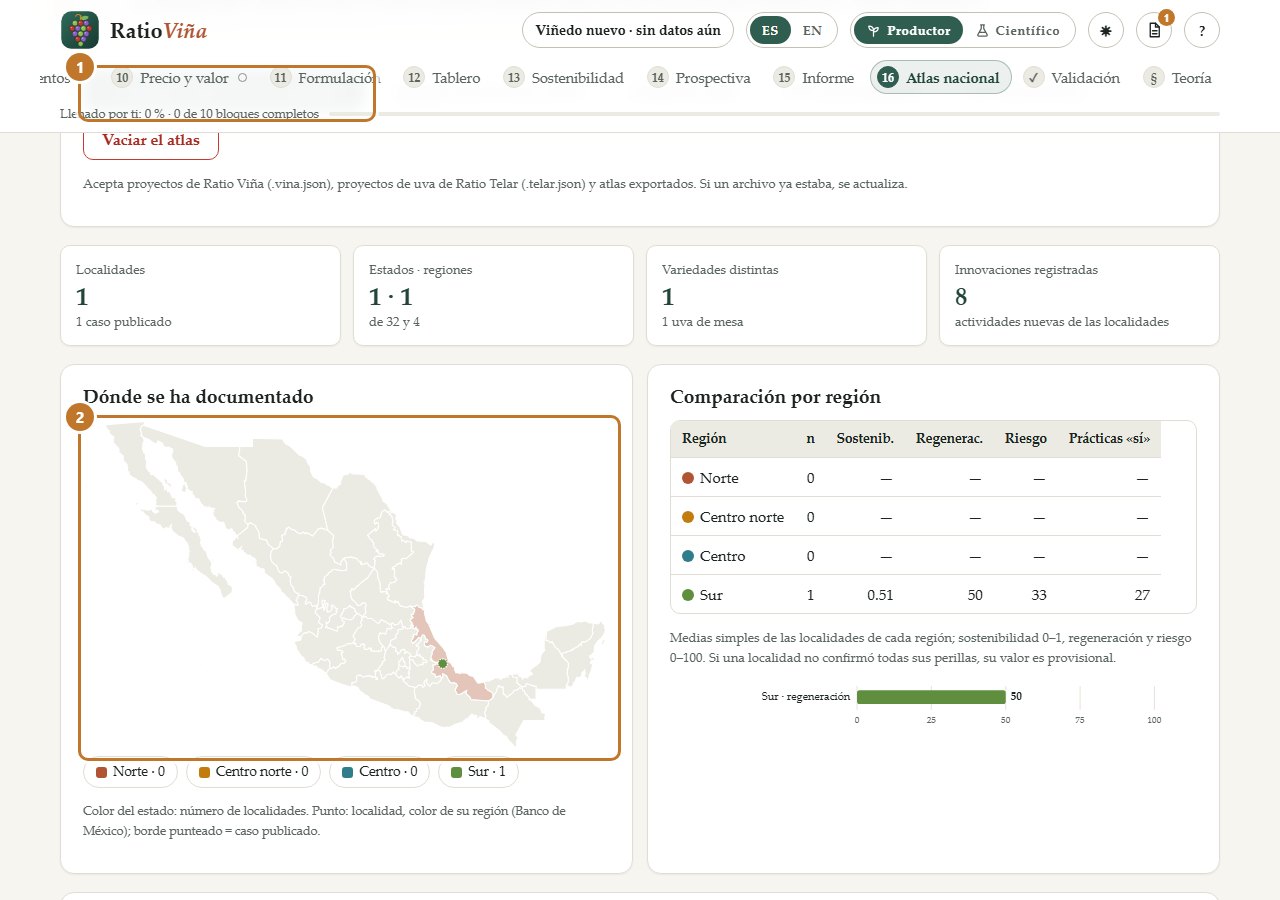 RatioViña
Viñedo nuevo · sin datos aún
ES EN
Productor Científico
1
?
1
entos
10 Precio y valor
11 Formulación
12 Tablero
13 Sostenibilidad
14 Prospectiva
15 Informe
16 Atlas nacional
✓ Validación
§ Teoría
Llenado por ti: 0 % · 0 de 10 bloques completos
Vaciar el atlas
Acepta proyectos de Ratio Viña (.vina.json), proyectos de uva de Ratio Telar (.telar.json) y atlas exportados. Si un archivo ya estaba, se actualiza.
Localidades
1
1 caso publicado
Estados · regiones
1 · 1
de 32 y 4
Variedades distintas
1
1 uva de mesa
Innovaciones registradas
8
actividades nuevas de las localidades
Dónde se ha documentado
2
Norte · 0
Centro norte · 0
Centro · 0
Sur · 1
Color del estado: número de localidades. Punto: localidad, color de su región (Banco de
México); borde punteado = caso publicado.
Comparación por región
Región n Sostenib. Regenerac. Riesgo Prácticas «sí»
Norte 0 — — — —
Centro norte 0 — — — —
Centro 0 — — — —
Sur 1 0.51 50 33 27
Medias simples de las localidades de cada región; sostenibilidad 0–1, regeneración y riesgo
0–100. Si una localidad no confirmó todas sus perillas, su valor es provisional.
Sur · regeneración 50
0 25 50 75 100